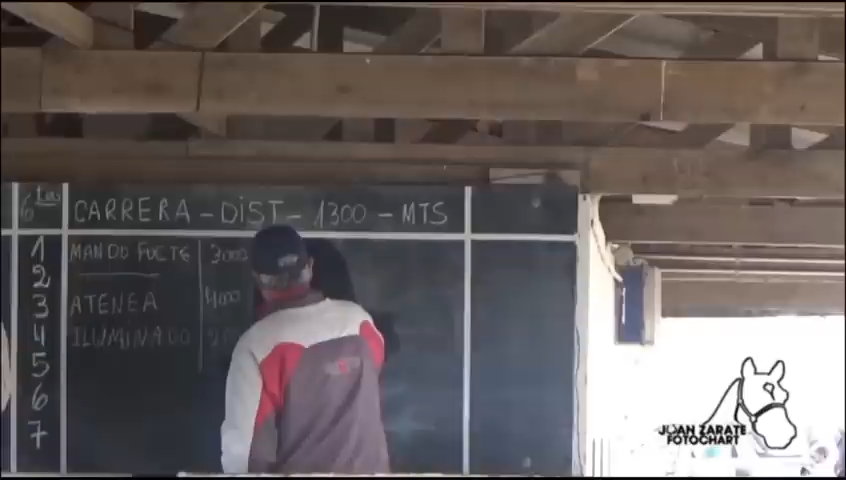 6ta CARRERA - DIST - 1300 - MTS
1 MANDO FUETE 3000
2
3 ATENEA 4000
4 ILUMINADO
5
6
7
JUAN ZARATE
FOTOCHART